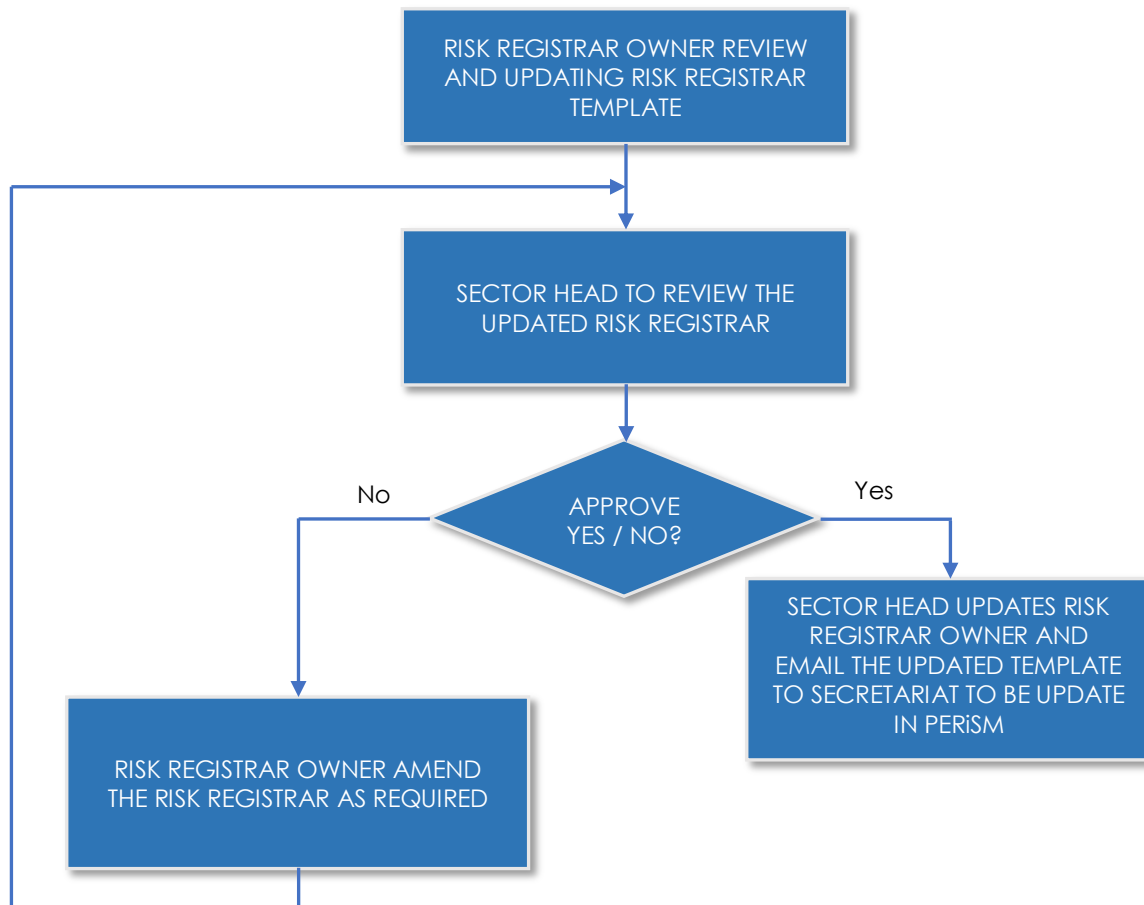 RISK REGISTRAR OWNER REVIEW
AND UPDATING RISK REGISTRAR
TEMPLATE
SECTOR HEAD TO REVIEW THE
UPDATED RISK REGISTRAR
No
APPROVE
YES / NO?
Yes
SECTOR HEAD UPDATES RISK
REGISTRAR OWNER AND
EMAIL THE UPDATED TEMPLATE
TO SECRETARIAT TO BE UPDATE
IN PERiSM
RISK REGISTRAR OWNER AMEND
THE RISK REGISTRAR AS REQUIRED